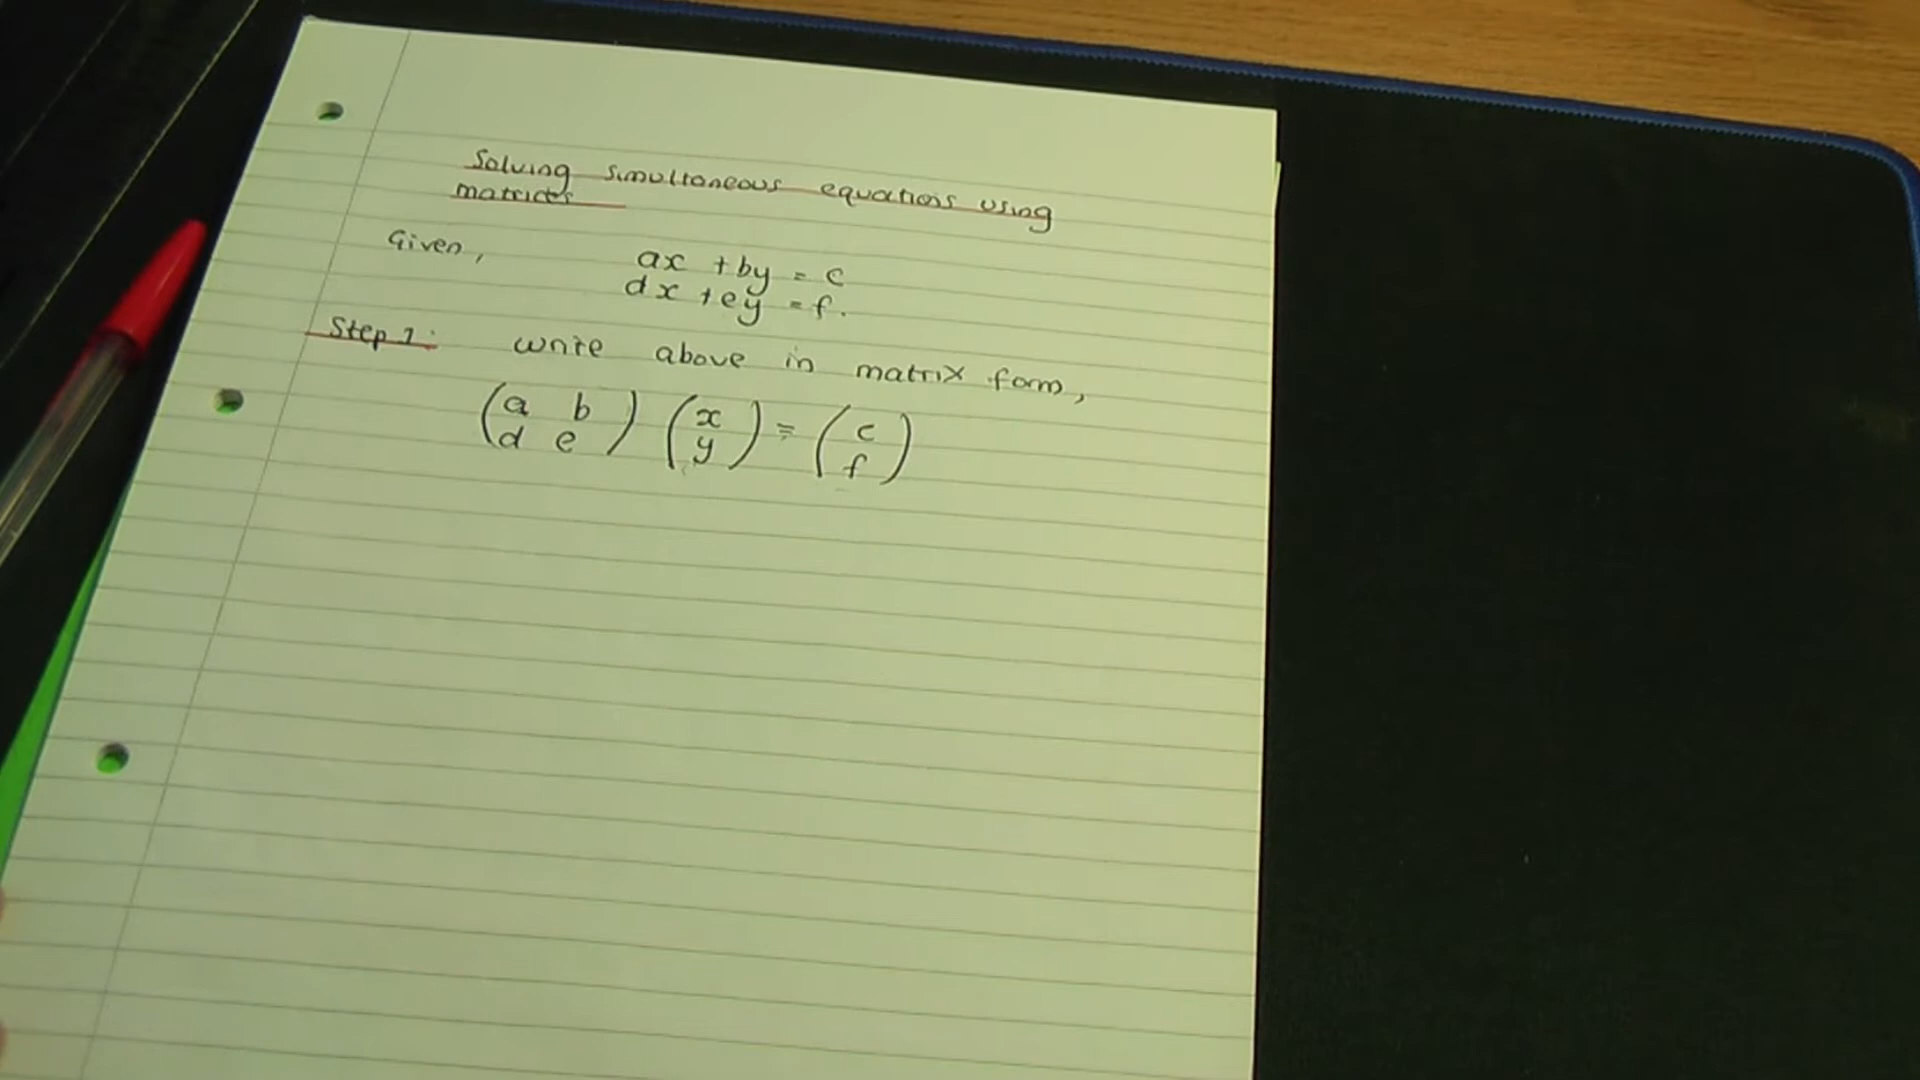 Solving simultaneous equations using
matrices
Given, ax + by = c
dx + ey = f.
Step 1: write above in matrix form,
(a b) (x) = (c)
(d e) (y) (f)